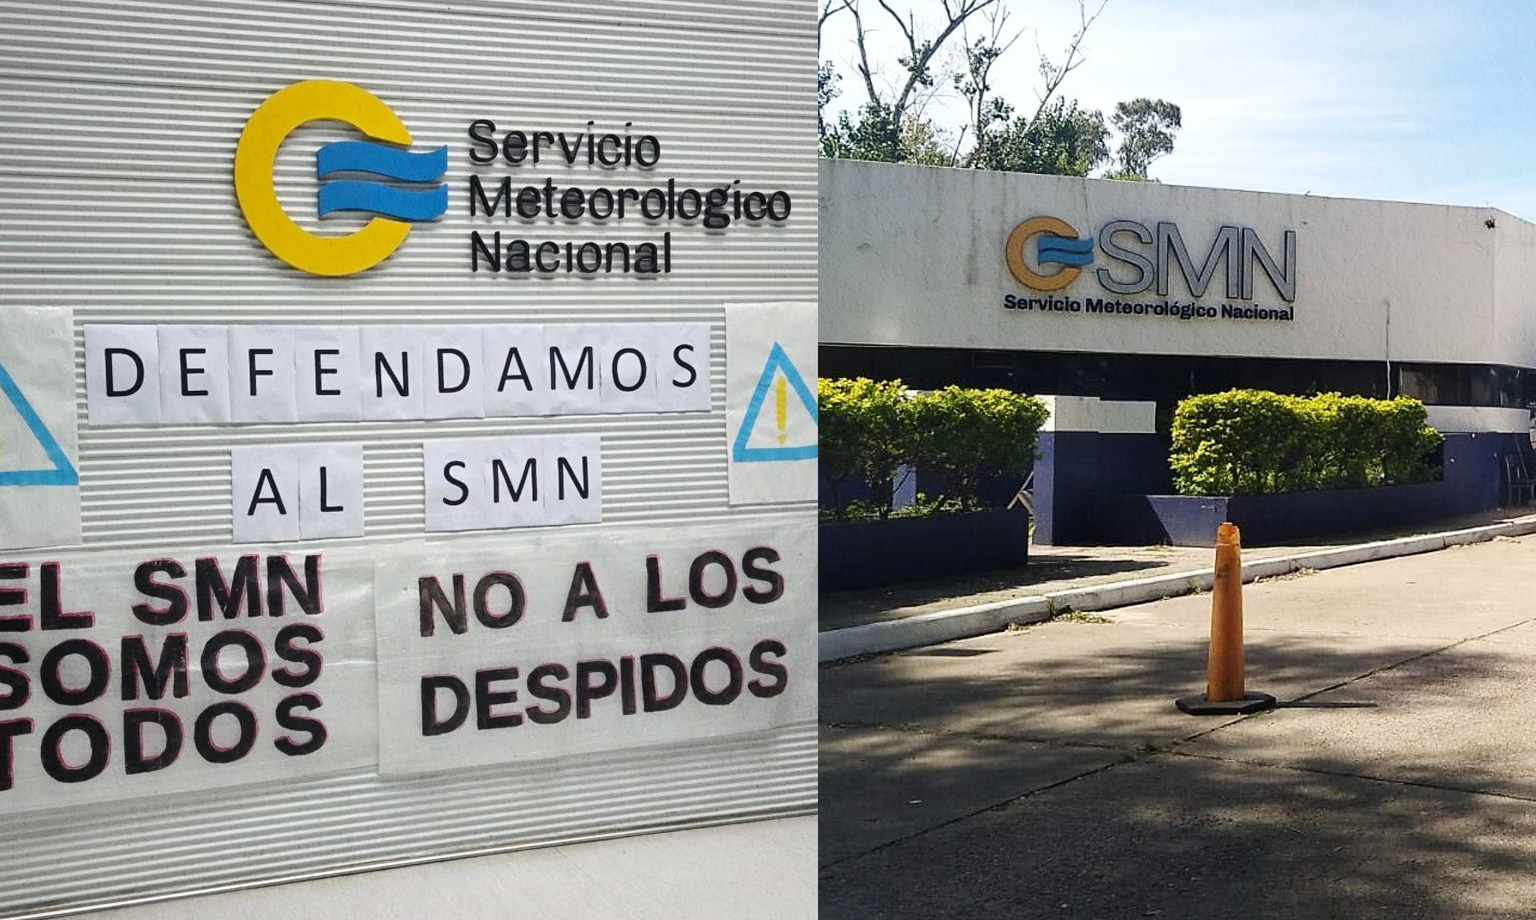 Servicio
Meteorologico
Nacional
DEFENDAMOS
AL SMN
EL SMN
SOMOS
TODOS
NO A LOS
DESPIDOS
SMN
Servicio Meteorológico Nacional